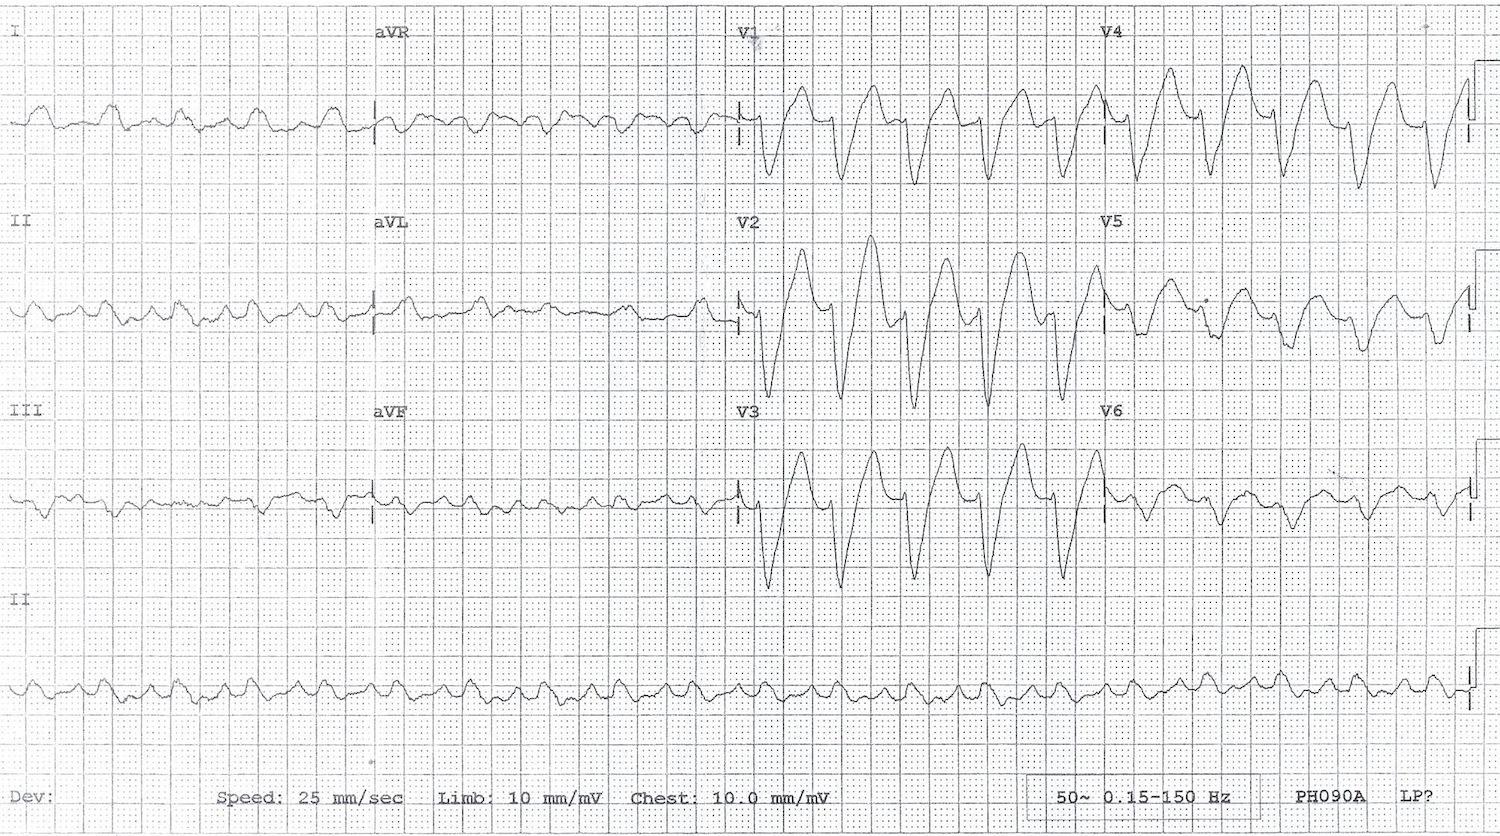 I aVR V1 V4
II aVL V2 V5
III aVF V3 V6
II
Dev: Speed: 25 mm/sec Limb: 10 mm/mV Chest: 10.0 mm/mV 50~ 0.15-150 Hz PH090A LP?